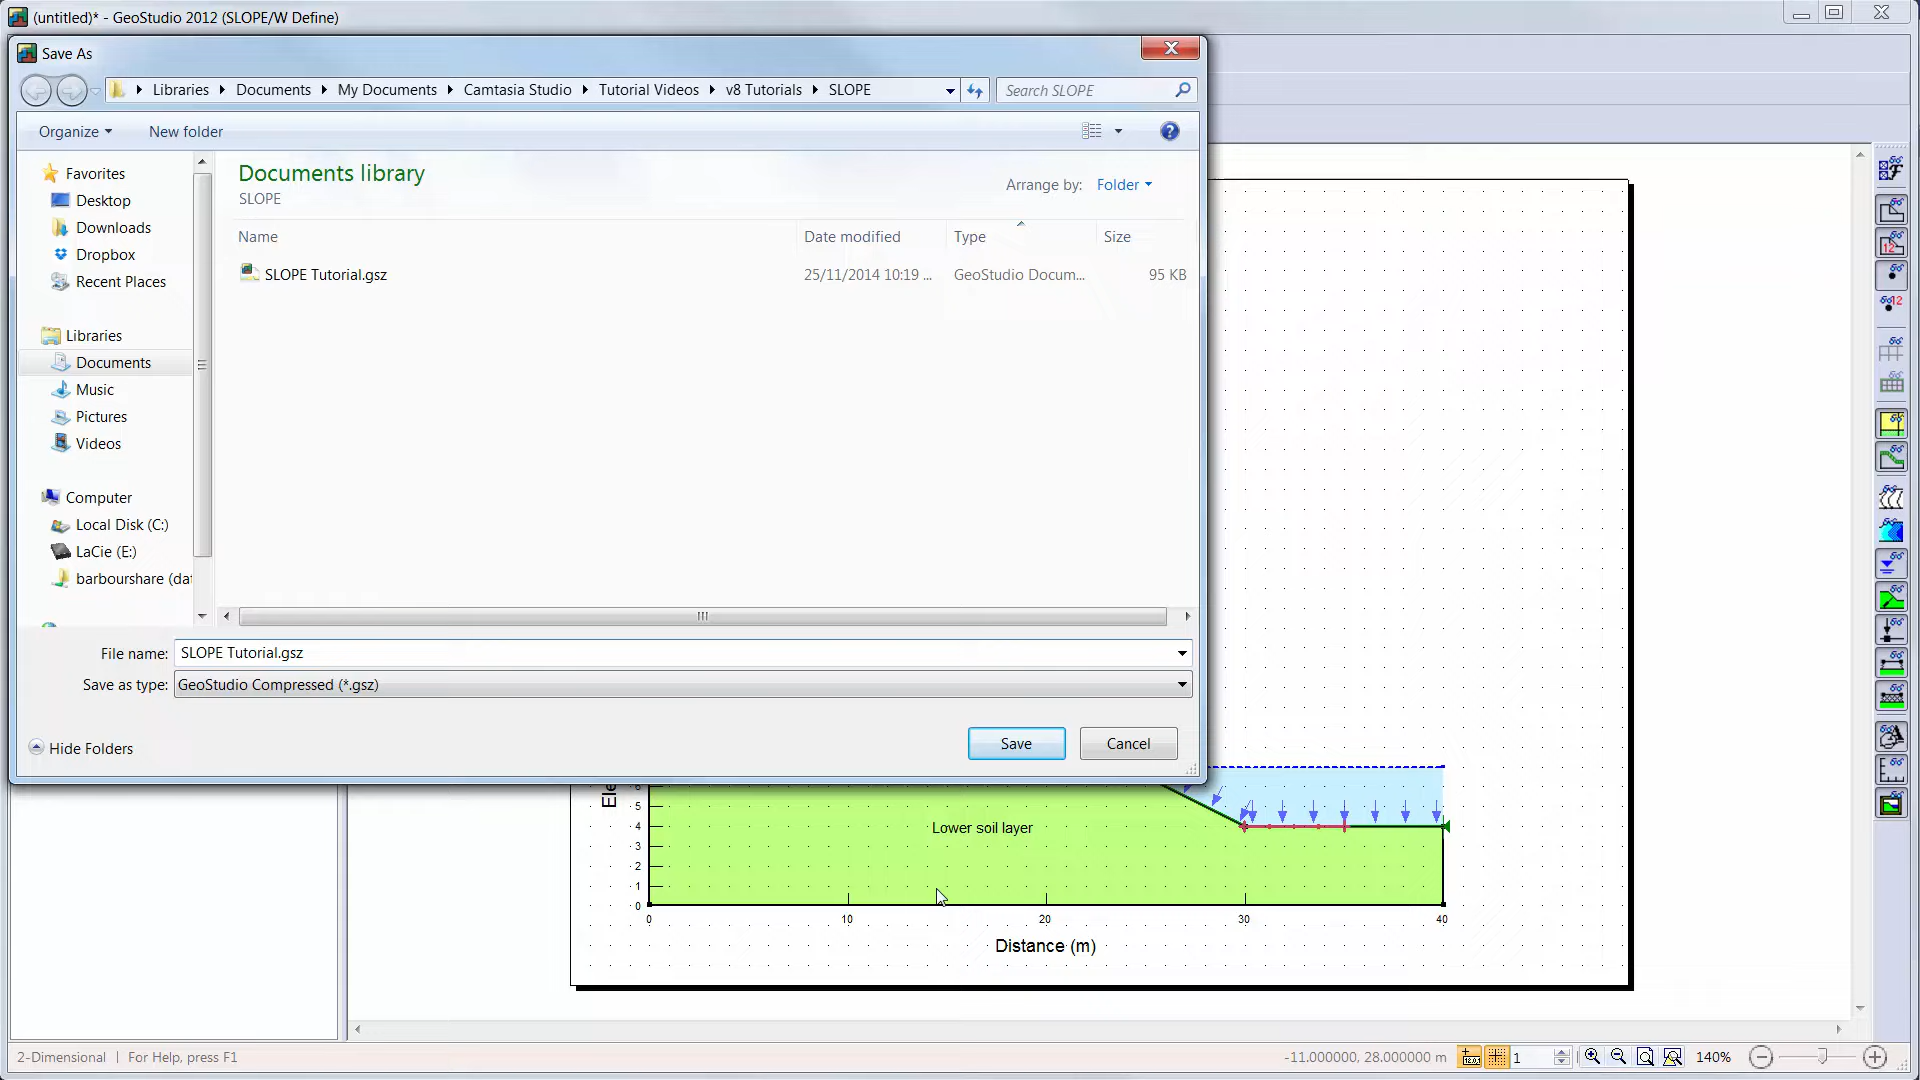 (untitled)* - GeoStudio 2012 (SLOPE/W Define)
Save As
Libraries Documents My Documents Camtasia Studio Tutorial Videos v8 Tutorials SLOPE
Search SLOPE
Organize New folder
Favorites
Desktop
Downloads
Dropbox
Recent Places
Libraries
Documents
Music
Pictures
Videos
Computer
Local Disk (C:)
LaCie (E:)
barbourshare (da
Documents library
SLOPE
Arrange by: Folder
Name Date modified Type Size
SLOPE Tutorial.gsz 25/11/2014 10:19 ... GeoStudio Docum... 95 KB
File name: SLOPE Tutorial.gsz
Save as type: GeoStudio Compressed (*.gsz)
Hide Folders
Save Cancel
Ele
6
5
4
3
2
1
0
Lower soil layer
0 10 20 30 40
Distance (m)
2-Dimensional For Help, press F1
-11.000000, 28.000000 m 1 140%